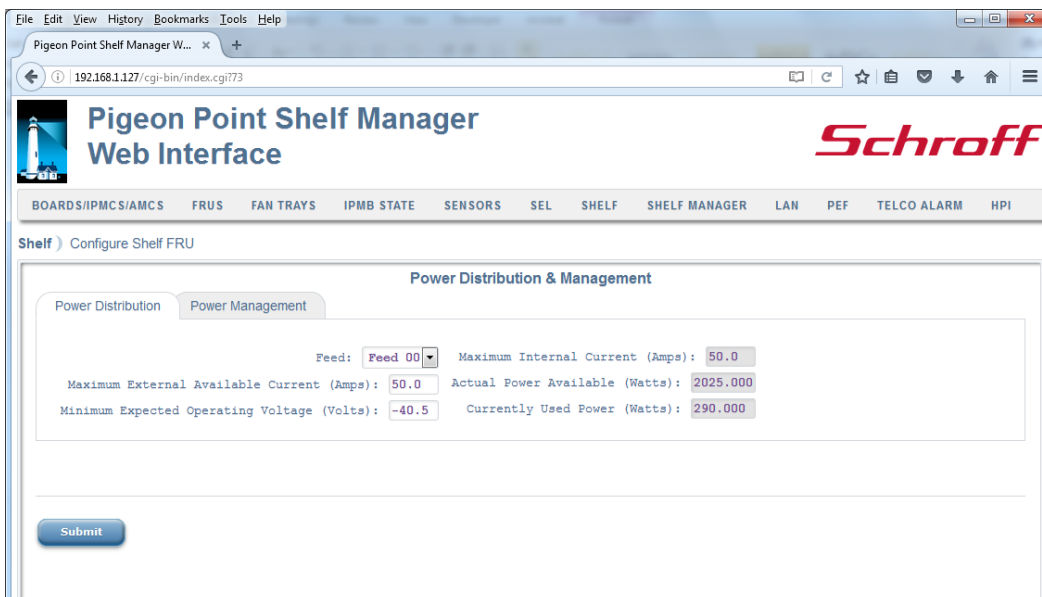 File Edit View History Bookmarks Tools Help
Pigeon Point Shelf Manager W... × +
192.168.1.127/cgi-bin/index.cgi?73
Pigeon Point Shelf Manager
Web Interface
Schroff
BOARDS/IPMCS/AMCS FRUS FAN TRAYS IPMB STATE SENSORS SEL SHELF SHELF MANAGER LAN PEF TELCO ALARM HPI
Shelf ) Configure Shelf FRU
Power Distribution & Management
Power Distribution Power Management
Feed: Feed 00 Maximum Internal Current (Amps): 50.0
Maximum External Available Current (Amps): 50.0 Actual Power Available (Watts): 2025.000
Minimum Expected Operating Voltage (Volts): -40.5 Currently Used Power (Watts): 290.000
Submit